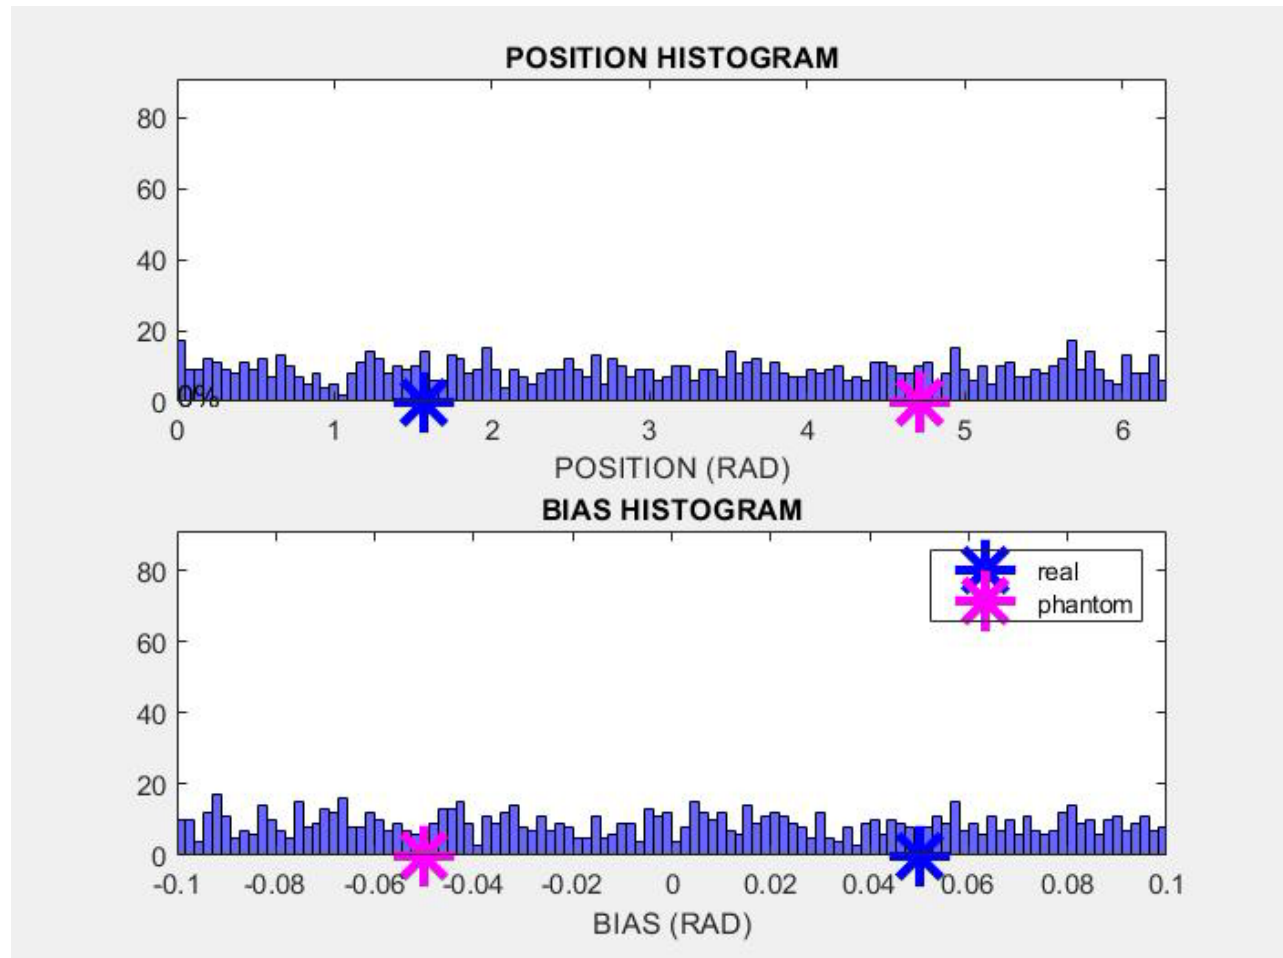 POSITION HISTOGRAM
80
60
40
20
0
0%
0 1 2 3 4 5 6
POSITION (RAD)
BIAS HISTOGRAM
80
60
40
20
0
real
phantom
-0.1 -0.08 -0.06 -0.04 -0.02 0 0.02 0.04 0.06 0.08 0.1
BIAS (RAD)